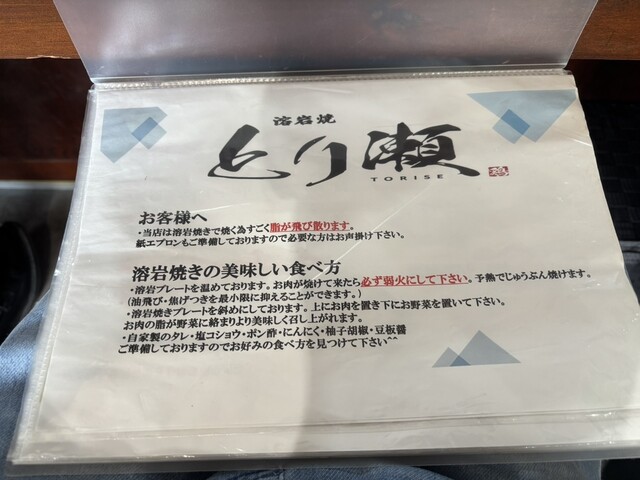 溶岩焼
とり瀬
TORISE
お客様へ
・当店は溶岩焼きで焼く為すごく脂が飛び散ります。
紙エプロンもご準備しておりますので必要な方はお声掛け下さい。
溶岩焼きの美味しい食べ方
・溶岩プレートを温めております。お肉が焼けて来たら必ず弱火にして下さい。予熱でじゅうぶん焼けます。
（油飛び・焦げつきを最小限に抑えることができます。）
・溶岩焼きプレートを斜めにしております。上にお肉を置き下にお野菜を置いて下さい。
お肉の脂が野菜に絡まりより美味しく召し上がれます。
・自家製のタレ・塩コショウ・ポン酢・にんにく・柚子胡椒・豆板醤
ご準備しておりますのでお好みの食べ方を見つけて下さい^^